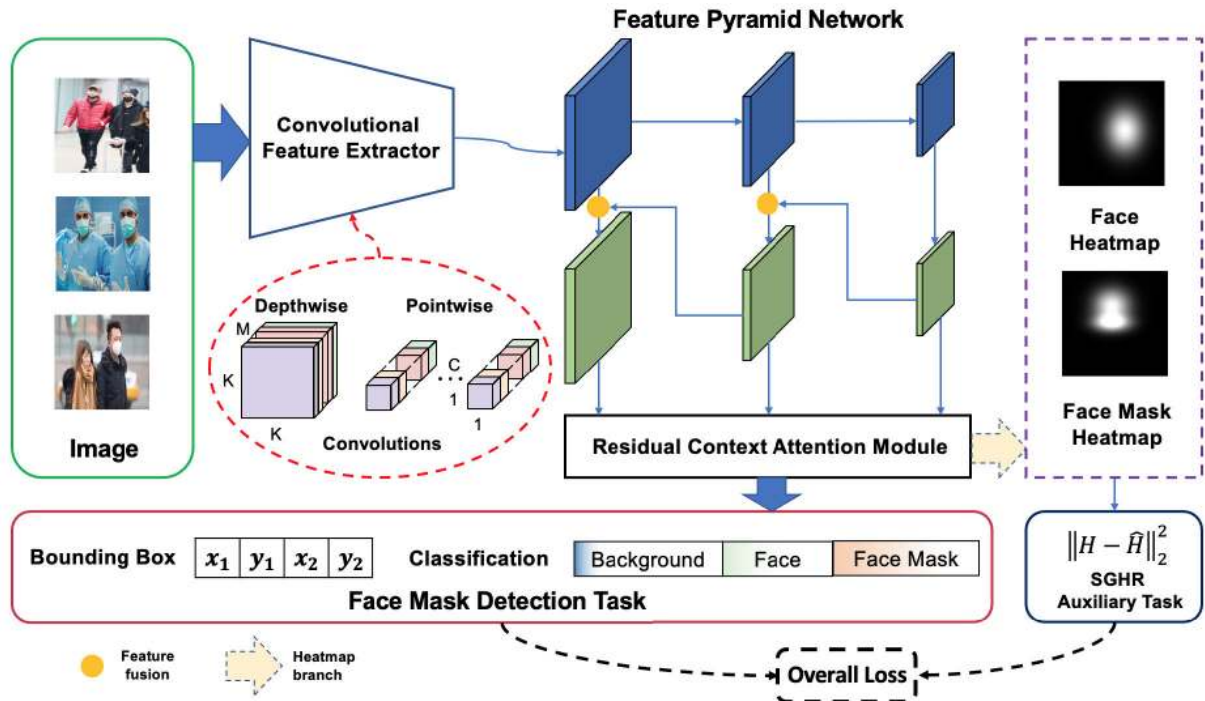 Feature Pyramid Network
Convolutional
Feature Extractor
Image
Depthwise
Pointwise
M
K
K
C
...
1
1
Convolutions
Face
Heatmap
Face Mask
Heatmap
Residual Context Attention Module
Bounding Box
x₁ y₁ x₂ y₂
Classification
Background Face Face Mask
Face Mask Detection Task
‖H − Ĥ‖₂²
SGHR
Auxiliary Task
Feature
fusion
Heatmap
branch
Overall Loss